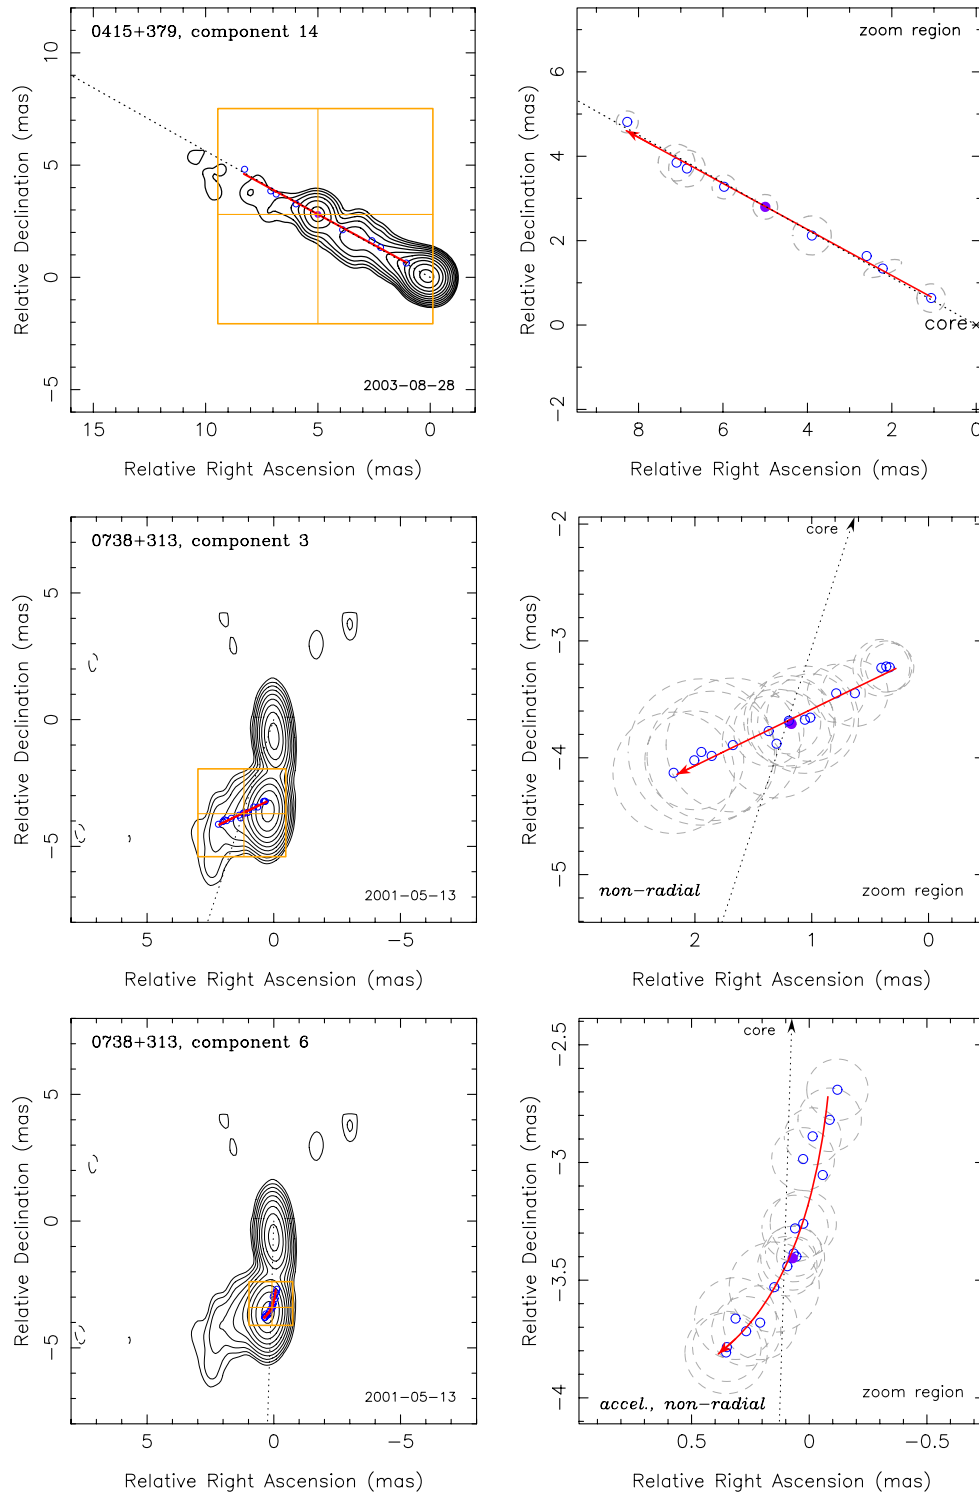 0415+379, component 14
zoom region
10
5
0
−5
Relative Declination (mas)
2003−08−28
15 10 5 0
Relative Right Ascension (mas)
6
4
2
0
−2
Relative Declination (mas)
core
8 6 4 2
Relative Right Ascension (mas)
0738+313, component 3
5
0
−5
Relative Declination (mas)
2001−05−13
5 0 −5
Relative Right Ascension (mas)
core
−2
−3
−4
−5
Relative Declination (mas)
non−radial
zoom region
2 1 0
Relative Right Ascension (mas)
0738+313, component 6
5
0
−5
Relative Declination (mas)
2001−05−13
5 0 −5
Relative Right Ascension (mas)
core
−2.5
−3
−3.5
−4
Relative Declination (mas)
zoom region
accel., non−radial
0.5 0 −0.5
Relative Right Ascension (mas)